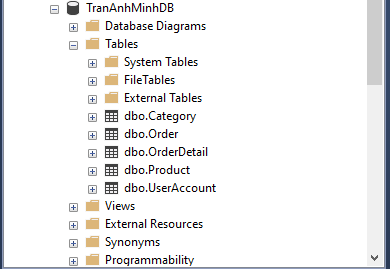 TranAnhMinhDB
Database Diagrams
Tables
System Tables
FileTables
External Tables
dbo.Category
dbo.Order
dbo.OrderDetail
dbo.Product
dbo.UserAccount
Views
External Resources
Synonyms
Programmability